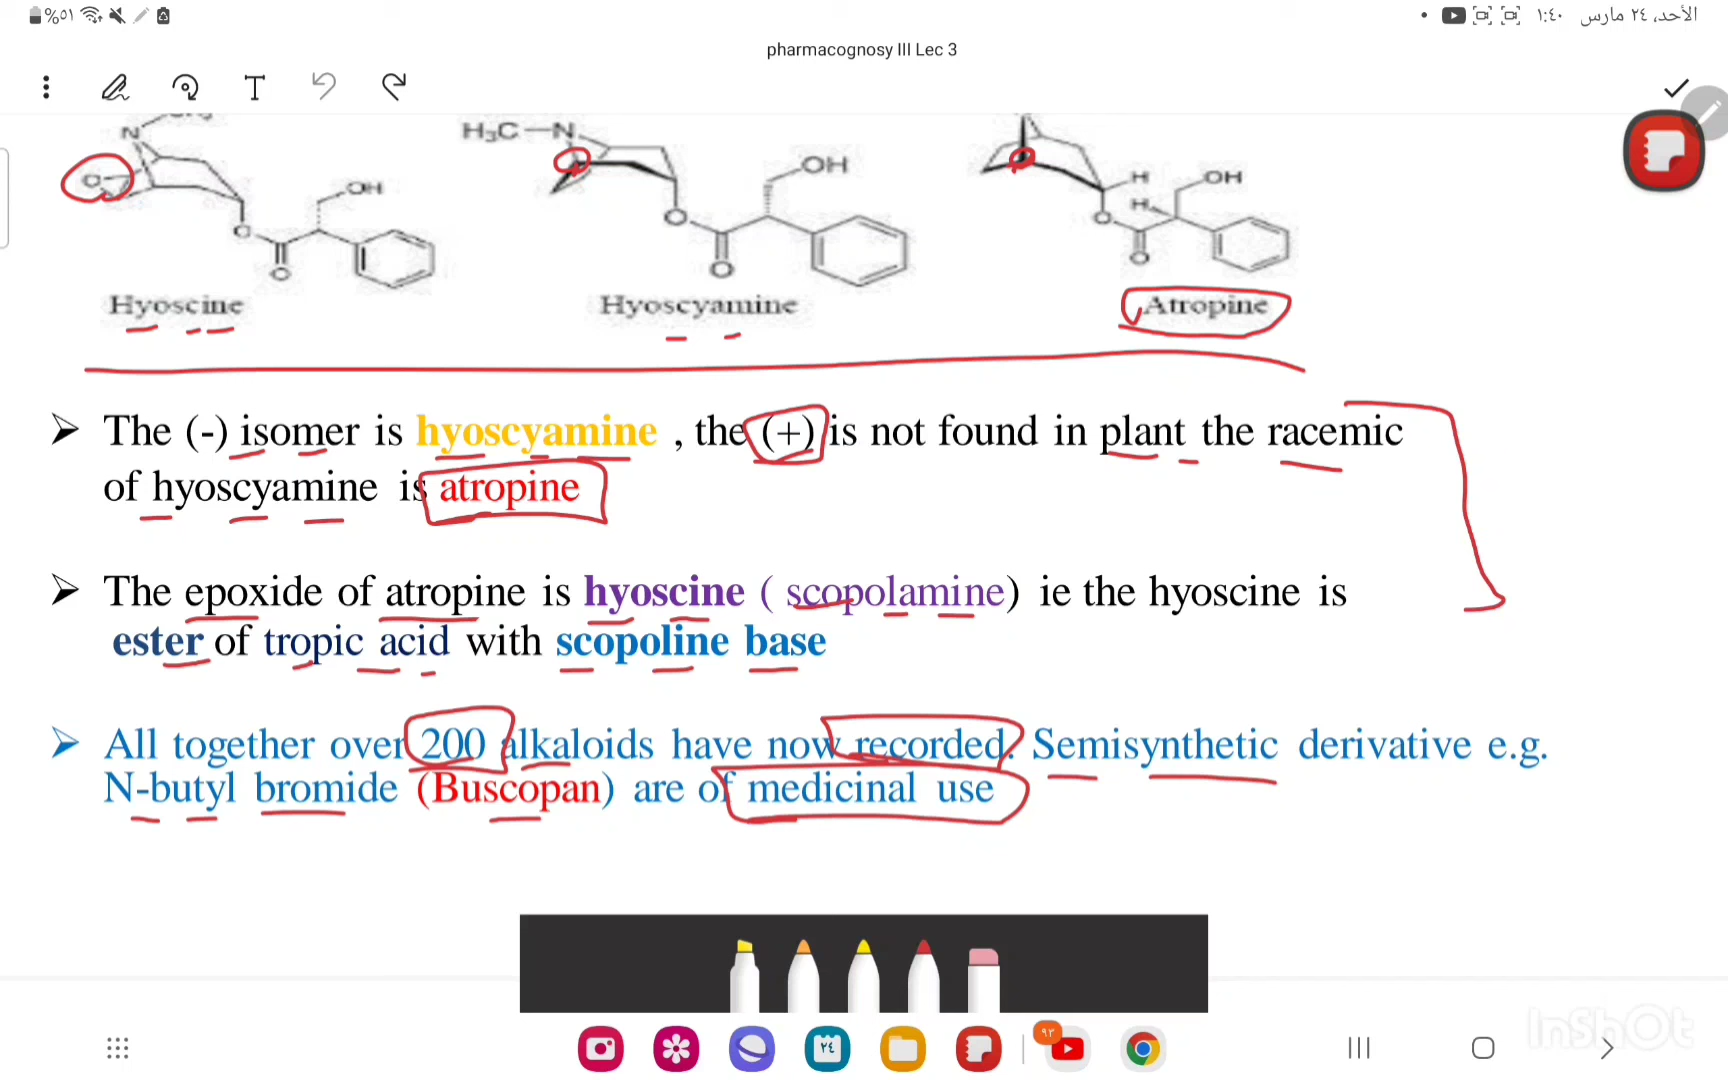 %٥١
الأحد، ٢٤ مارس ١:٤٠
pharmacognosy III Lec 3
T
N
O
OH
O
O
Hyoscine
H₃C—N
OH
O
O
Hyoscyamine
H
OH
H
O
O
Atropine
The (-) isomer is hyoscyamine , the (+) is not found in plant the racemic
of hyoscyamine is atropine
The epoxide of atropine is hyoscine ( scopolamine) ie the hyoscine is
ester of tropic acid with scopoline base
All together over 200 alkaloids have now recorded. Semisynthetic derivative e.g.
N-butyl bromide (Buscopan) are of medicinal use
٢٤
٩٢
InShOt